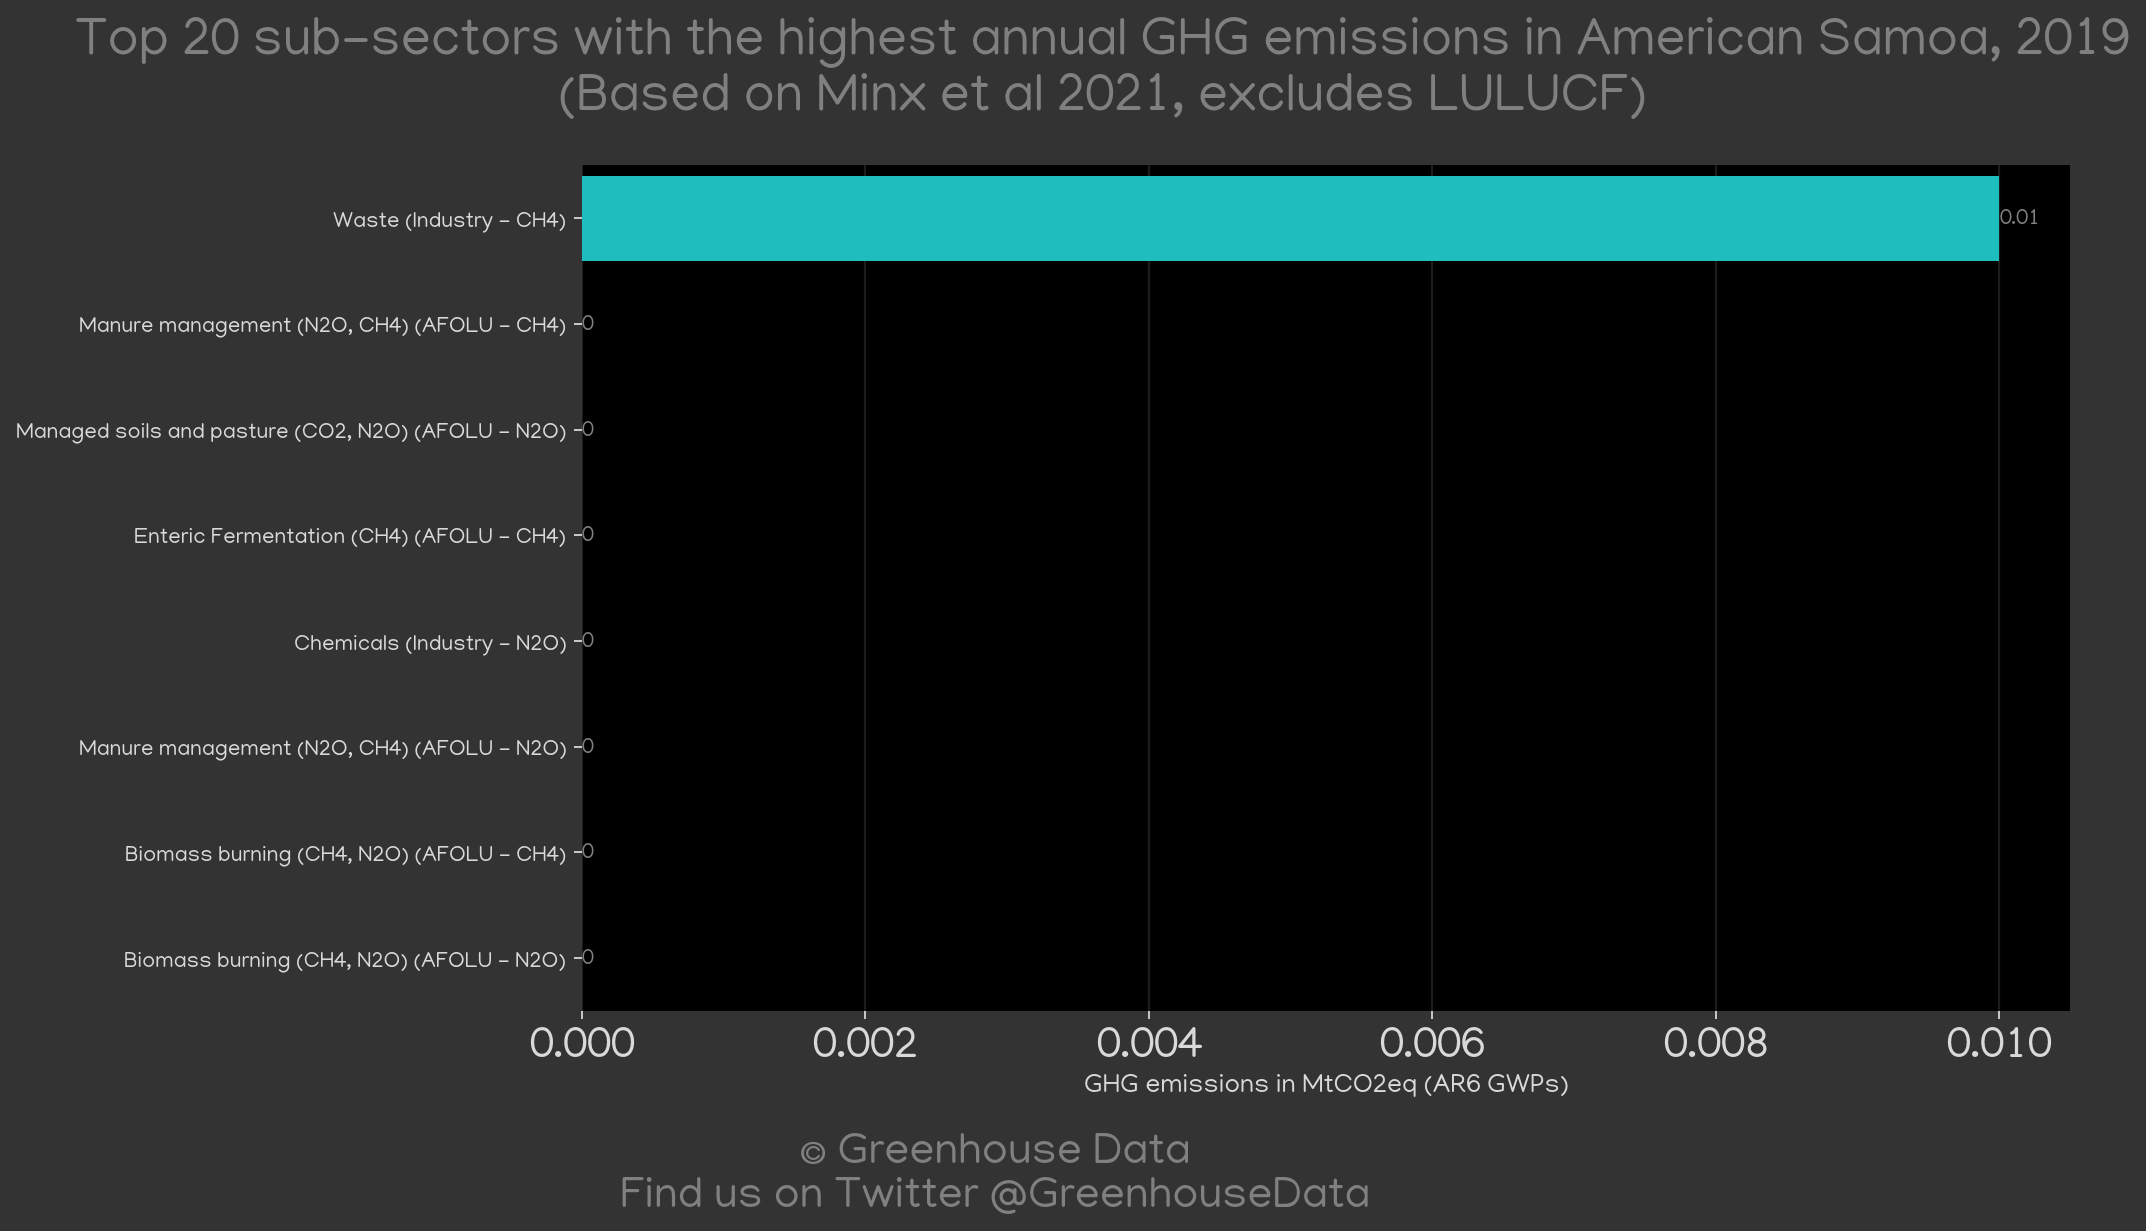 Top 20 sub-sectors with the highest annual GHG emissions in American Samoa, 2019
(Based on Minx et al 2021, excludes LULUCF)
Waste (Industry - CH4)
0.01
Manure management (N2O, CH4) (AFOLU - CH4)
0
Managed soils and pasture (CO2, N2O) (AFOLU - N2O)
0
Enteric Fermentation (CH4) (AFOLU - CH4)
0
Chemicals (Industry - N2O)
0
Manure management (N2O, CH4) (AFOLU - N2O)
0
Biomass burning (CH4, N2O) (AFOLU - CH4)
0
Biomass burning (CH4, N2O) (AFOLU - N2O)
0
0.000 0.002 0.004 0.006 0.008 0.010
GHG emissions in MtCO2eq (AR6 GWPs)
© Greenhouse Data
Find us on Twitter @GreenhouseData